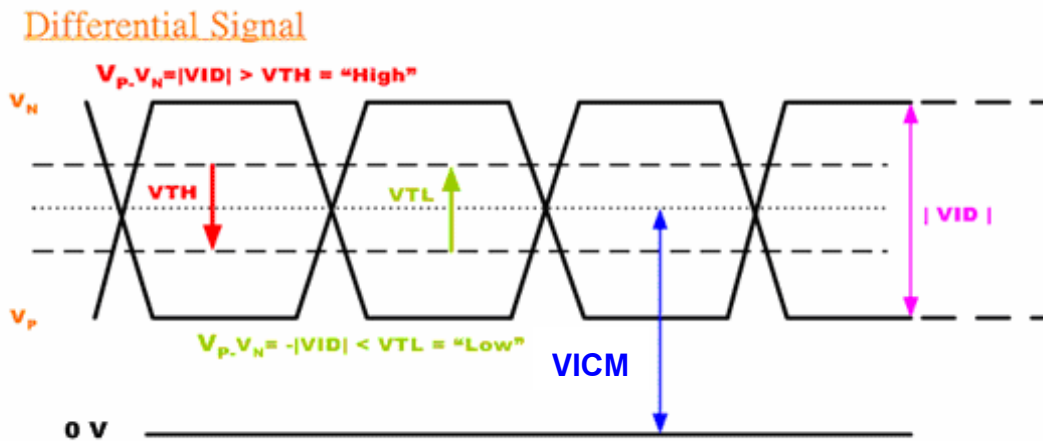 Differential Signal
VP-VN=|VID| > VTH = “High”
VN
VTH
VTL
| VID |
VP
VP-VN= -|VID| < VTL = “Low”
VICM
0 V